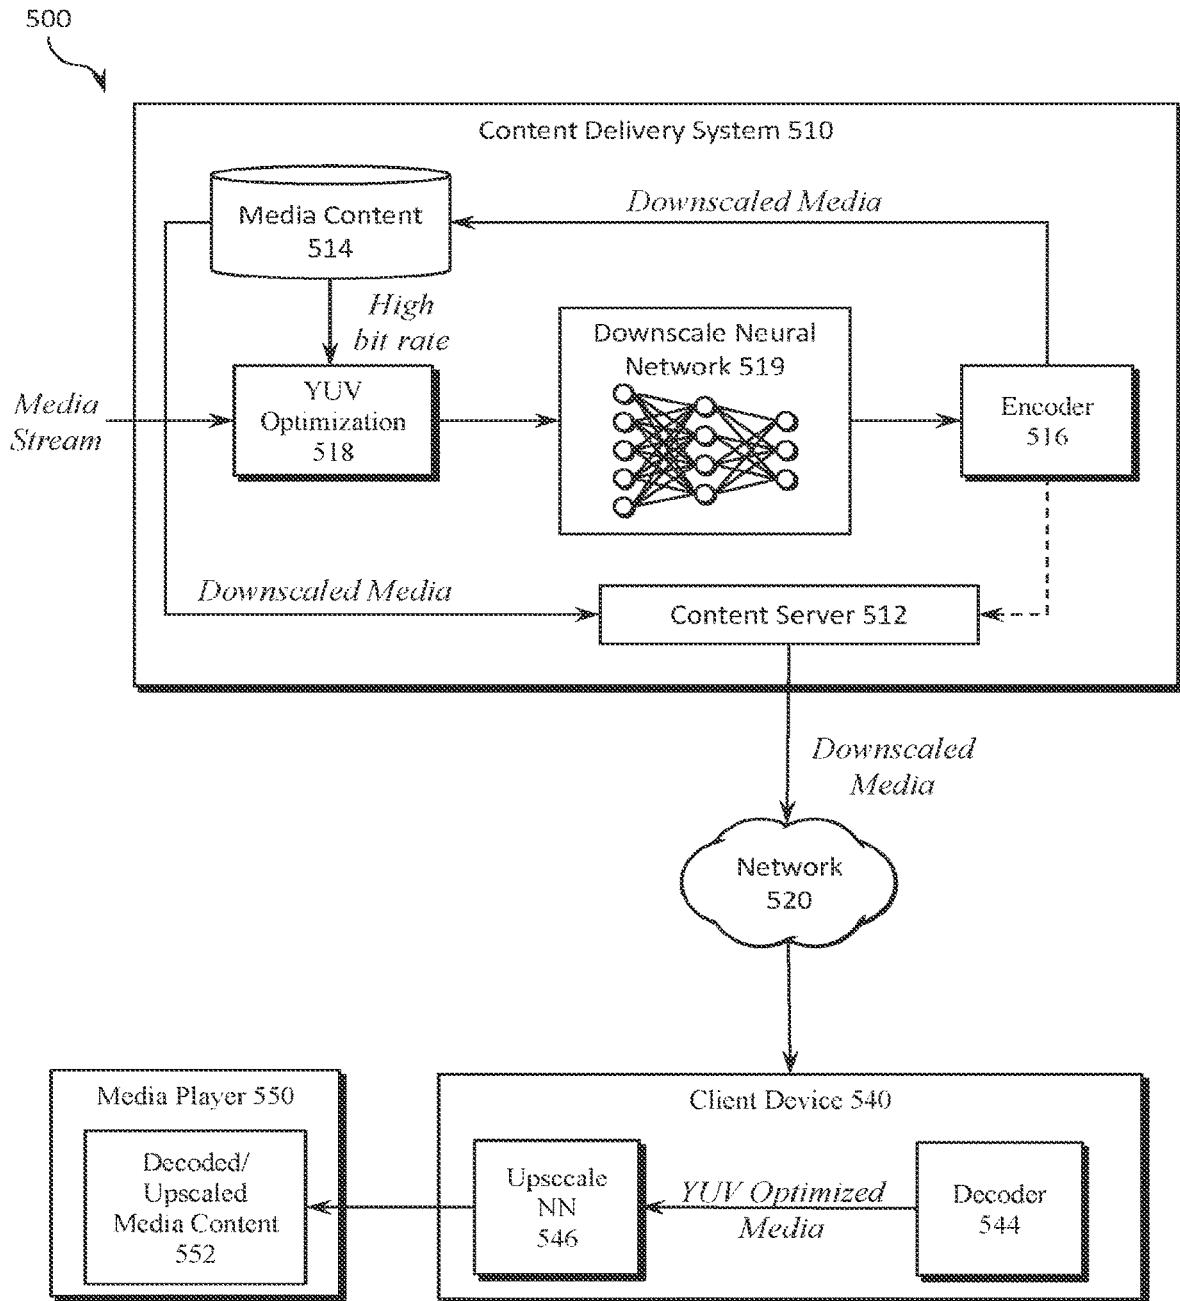 500
Content Delivery System 510
Media Content
514
Downscaled Media
High
bit rate
Downscale Neural
Network 519
Media
Stream
YUV
Optimization
518
Encoder
516
Downscaled Media
Content Server 512
Downscaled
Media
Network
520
Media Player 550
Decoded/
Upscaled
Media Content
552
Client Device 540
Upsccale
NN
546
YUV Optimized
Media
Decoder
544